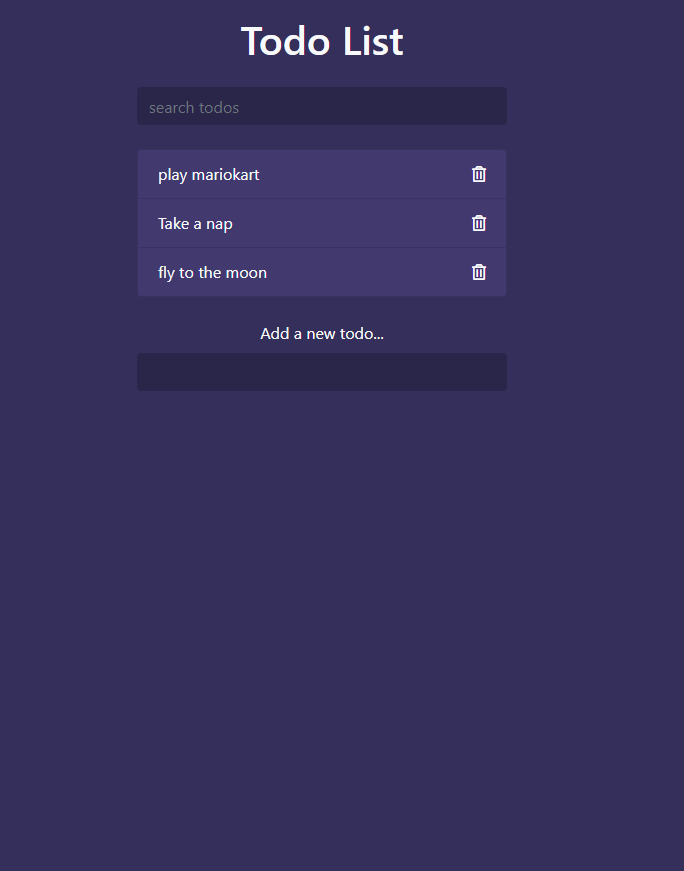 Todo List
search todos
play mariokart
Take a nap
fly to the moon
Add a new todo...